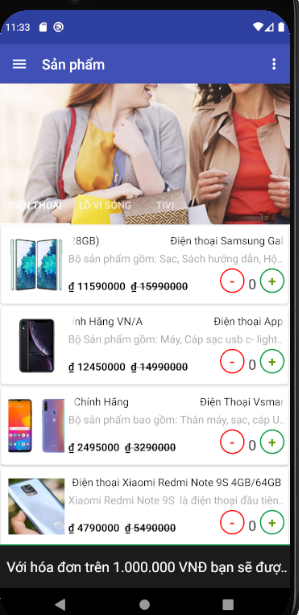 11:33
Sản phẩm
ĐIỆN THOẠI LÒ VI SÓNG TIVI
28GB) Điện thoại Samsung Gal
Bộ sản phẩm gồm: Sạc, Sách hướng dẫn, Hộ..
₫ 11590000 ₫ 15990000 - 0 +
ính Hãng VN/A Điện thoại App
Bộ Sản phẩm gồm: Máy, Cáp sạc usb c- light..
₫ 12450000 ₫ 14990000 - 0 +
Chính Hãng Điện Thoại Vsmar
Bộ sản phẩm bao gồm: Thân máy, sạc, cáp U..
₫ 2495000 ₫ 3290000 - 0 +
Điện thoại Xiaomi Redmi Note 9S 4GB/64GB
Xiaomi Redmi Note 9S là điện thoại đầu tiên..
₫ 4790000 ₫ 5490000 - 0 +
Với hóa đơn trên 1.000.000 VNĐ bạn sẽ đượ..